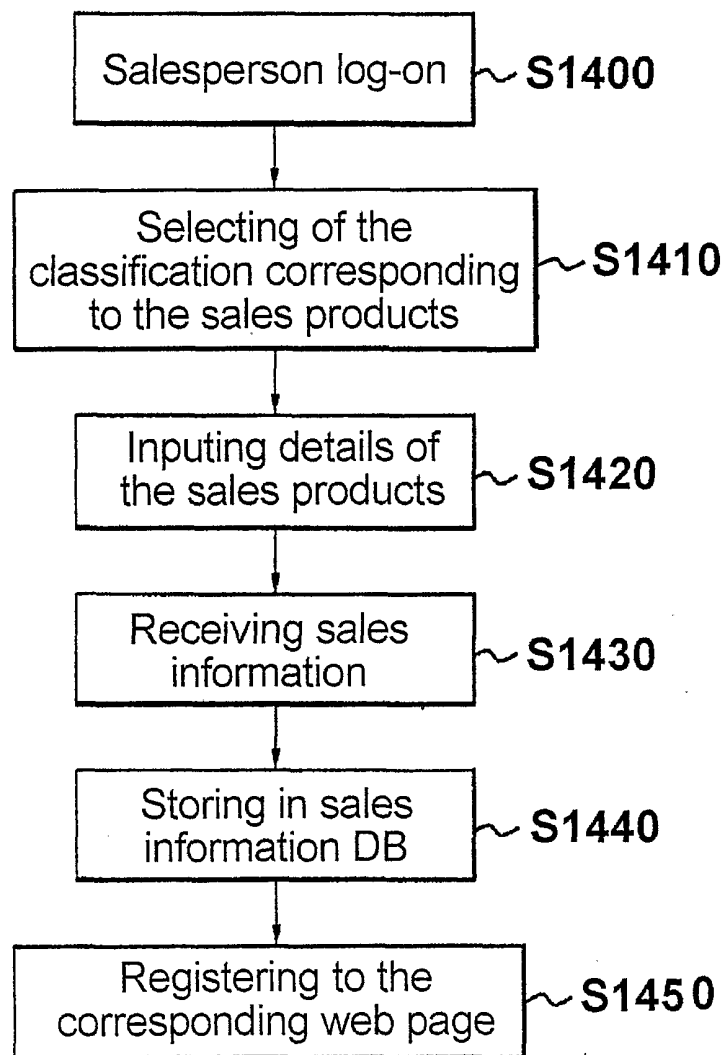 Salesperson log-on
S1400
Selecting of the
classification corresponding
to the sales products
S1410
Inputing details of
the sales products
S1420
Receiving sales
information
S1430
Storing in sales
information DB
S1440
Registering to the
corresponding web page
S1450